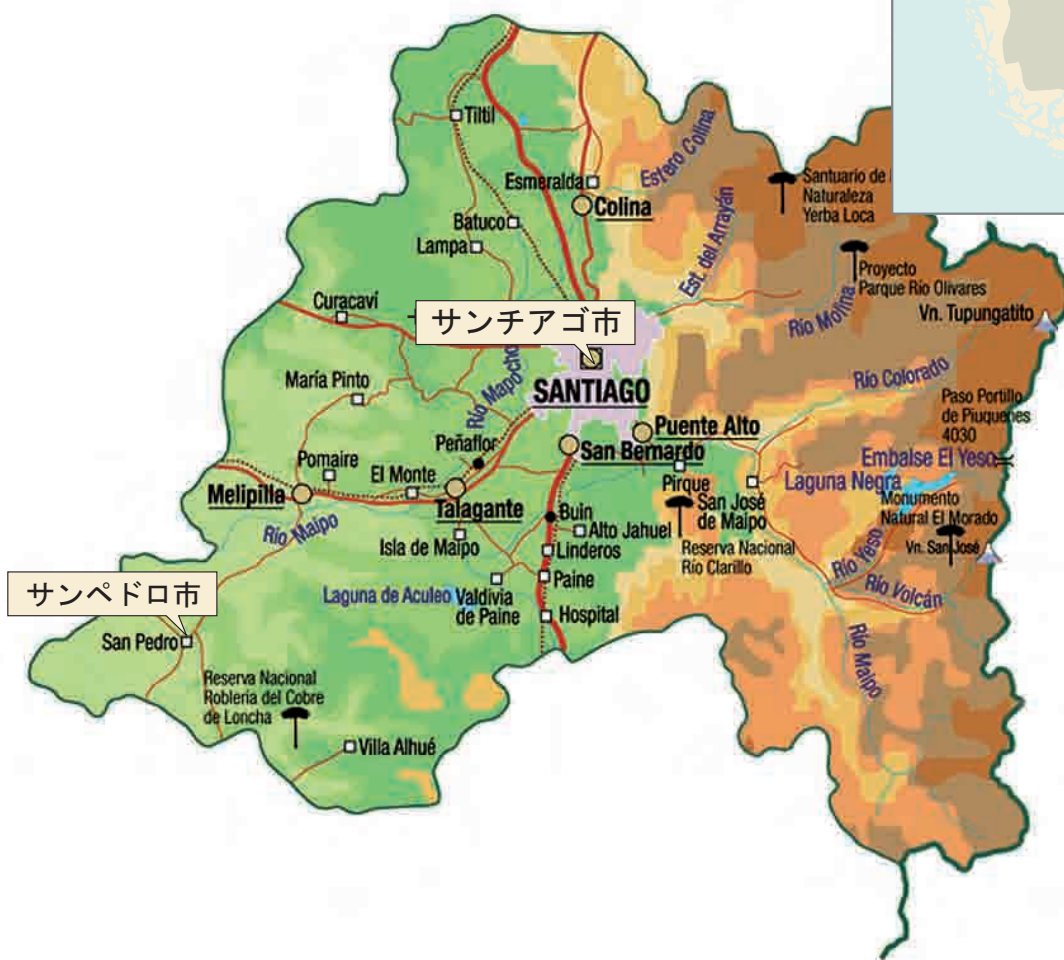 Tiltil
Esmeralda
Estero Colina
Colina
Batuco
Lampa
Est. del Arrayán
Santuario de
Naturaleza
Yerba Loca
Proyecto
Parque Río Olivares
Río Molina
Vn. Tupungatito
Curacaví
サンチアゴ市
SANTIAGO
Río Mapocho
María Pinto
Río Colorado
Paso Portillo
de Piuquenes
4030
Puente Alto
San Bernardo
Peñaflor
Pomaire
El Monte
Melipilla
Talagante
Pirque
Embalse El Yeso
Laguna Negra
Monumento
Natural El Morado
San José
de Maipo
Buin
Alto Jahuel
Río Maipo
Isla de Maipo
Linderos
Reserva Nacional
Río Clarillo
Río Yeso
Vn. San José
Río Volcán
Paine
サンペドロ市
Laguna de Aculeo
Valdivia
de Paine
Hospital
San Pedro
Río Maipo
Reserva Nacional
Roblería del Cobre
de Loncha
Villa Alhué